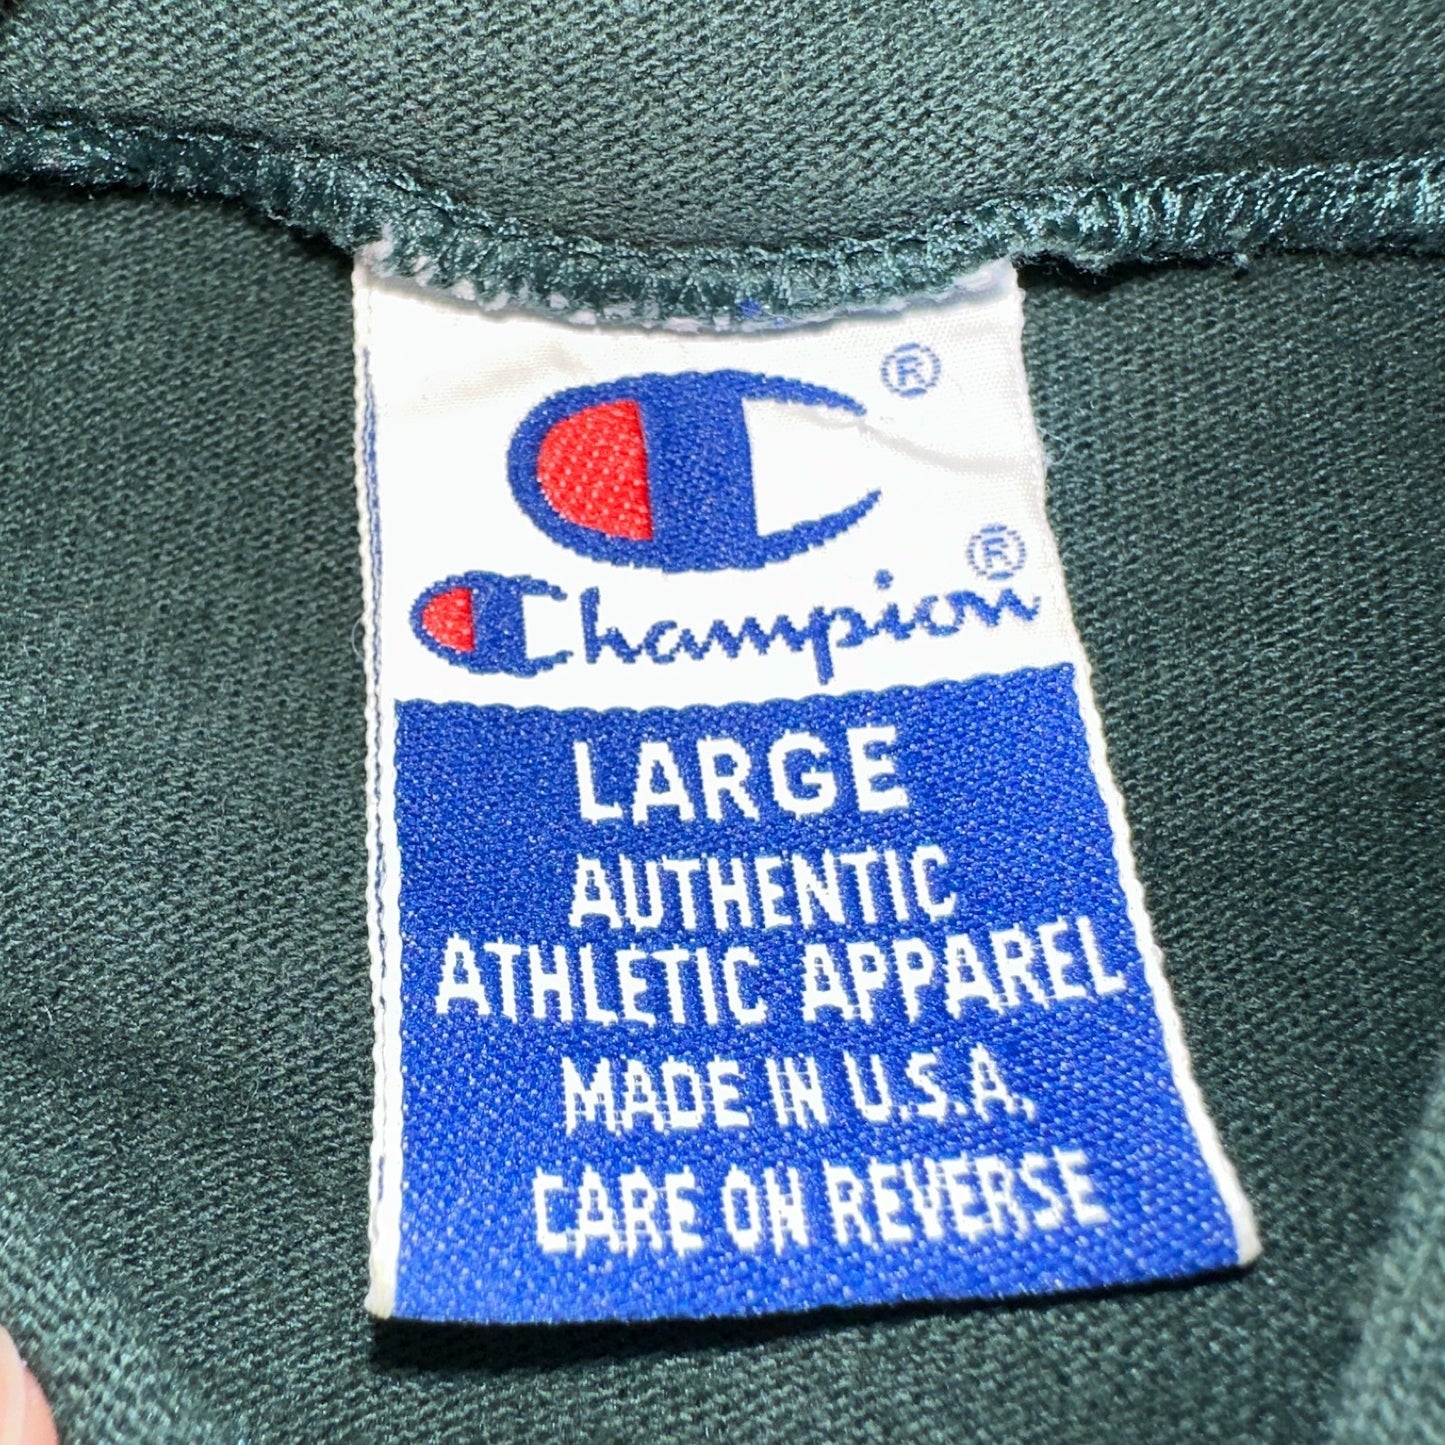 ®
Champion®
LARGE
AUTHENTIC
ATHLETIC APPAREL
MADE IN U.S.A.
CARE ON REVERSE